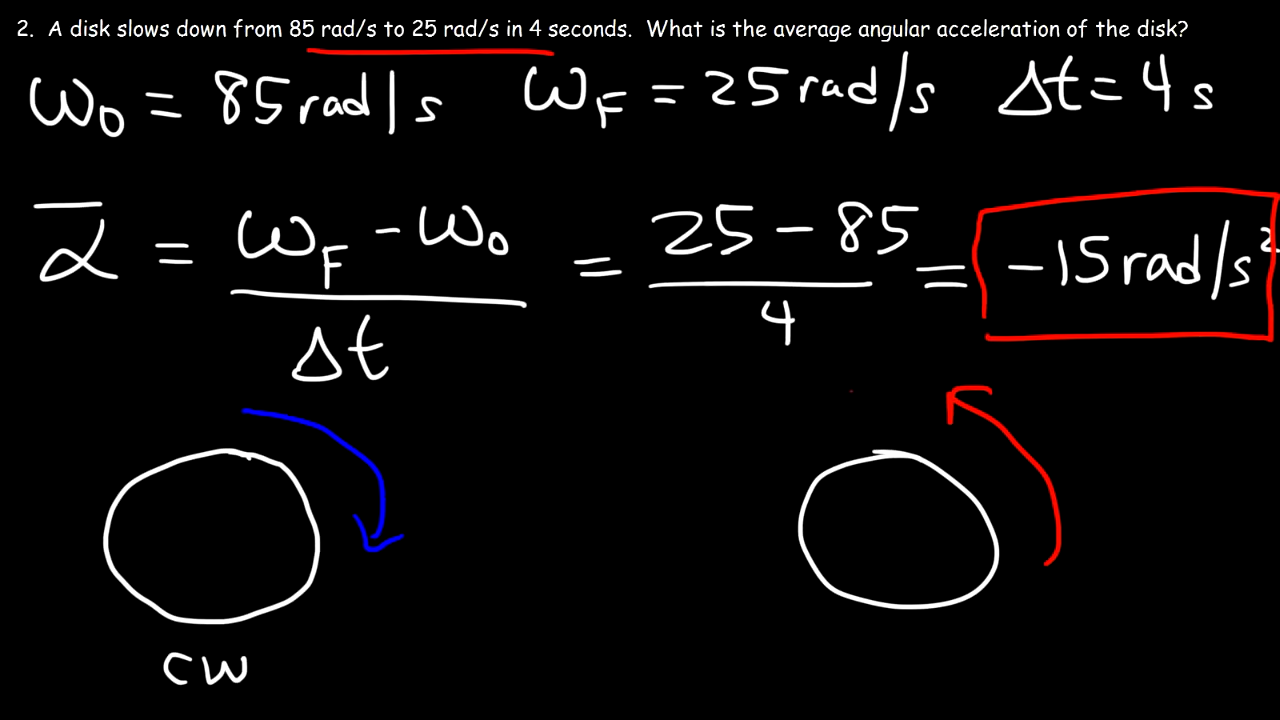 2. A disk slows down from 85 rad/s to 25 rad/s in 4 seconds. What is the average angular acceleration of the disk?
ω₀ = 85 rad/s   ω_F = 25 rad/s   Δt = 4 s
ᾱ = (ω_F - ω₀)/Δt = (25 - 85)/4 = -15 rad/s²
CW